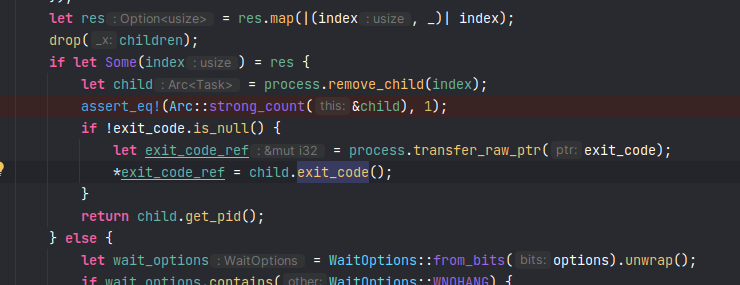 let res : Option<usize> = res.map(|(index : usize , _)| index);
drop( _x: children);
if let Some(index : usize ) = res {
let child : Arc<Task> = process.remove_child(index);
assert_eq!(Arc::strong_count( this: &child), 1);
if !exit_code.is_null() {
let exit_code_ref : &mut i32 = process.transfer_raw_ptr( ptr: exit_code);
*exit_code_ref = child.exit_code();
}
return child.get_pid();
} else {
let wait_options : WaitOptions = WaitOptions::from_bits( bits: options).unwrap();
if wait_options.contains( other: WaitOptions::WNOHANG) {